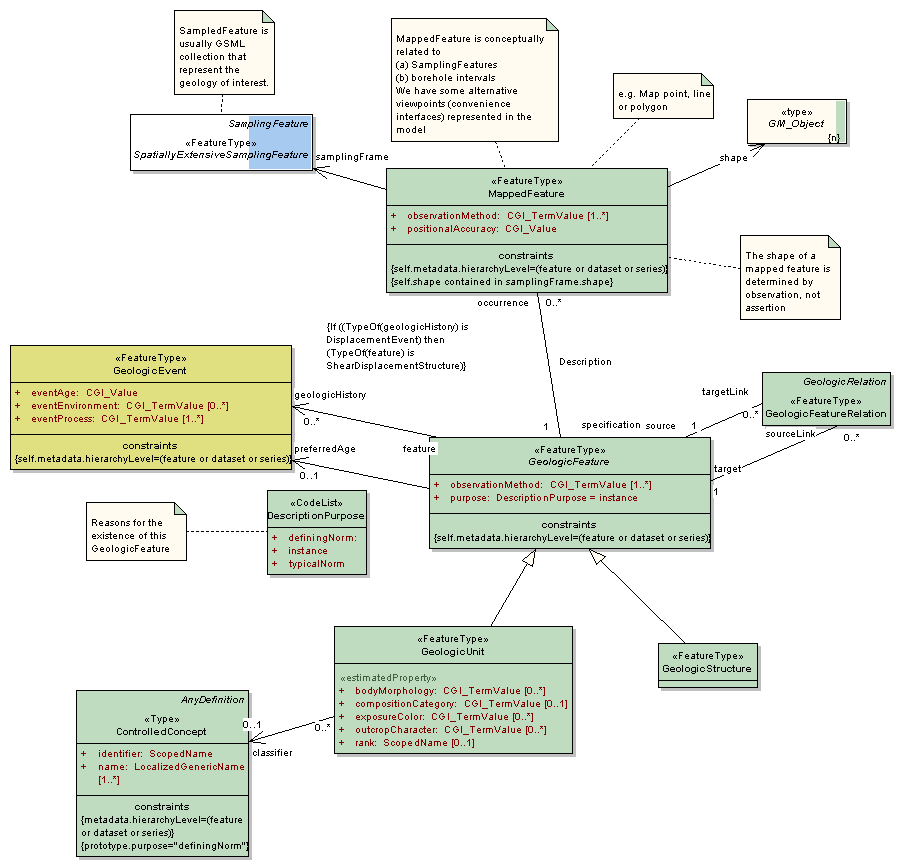 SampledFeature is
usually GSML
collection that
represent the
geology of interest.
MappedFeature is conceptually
related to
(a) SamplingFeatures
(b) borehole intervals
We have some alternative
viewpoints (convenience
interfaces) represented in the
model
e.g. Map point, line
or polygon
«type»
GM_Object
{n}
SamplingFeature
«FeatureType»
SpatiallyExtensiveSamplingFeature
samplingFrame
shape
«FeatureType»
MappedFeature
+ observationMethod: CGI_TermValue [1..*]
+ positionalAccuracy: CGI_Value
constraints
{self.metadata.hierarchyLevel=(feature or dataset or series)}
{self.shape contained in samplingFrame.shape}
The shape of a
mapped feature is
determined by
observation, not
assertion
occurrence 0..*
{If ((TypeOf(geologicHistory) is
DisplacementEvent) then
(TypeOf(feature) is
ShearDisplacementStructure)}
Description
«FeatureType»
GeologicEvent
+ eventAge: CGI_Value
+ eventEnvironment: CGI_TermValue [0..*]
+ eventProcess: CGI_TermValue [1..*]
constraints
{self.metadata.hierarchyLevel=(feature or dataset or series)}
geologicHistory
0..*
preferredAge
0..1
feature
1
specification
source
1
targetLink
0..*
GeologicRelation
«FeatureType»
GeologicFeatureRelation
sourceLink
0..*
target
1
«FeatureType»
GeologicFeature
+ observationMethod: CGI_TermValue [1..*]
+ purpose: DescriptionPurpose = instance
constraints
{self.metadata.hierarchyLevel=(feature or dataset or series)}
Reasons for the
existence of this
GeologicFeature
«CodeList»
DescriptionPurpose
+ definingNorm:
+ instance
+ typicalNorm
«FeatureType»
GeologicUnit
«estimatedProperty»
+ bodyMorphology: CGI_TermValue [0..*]
+ compositionCategory: CGI_TermValue [0..1]
+ exposureColor: CGI_TermValue [0..*]
+ outcropCharacter: CGI_TermValue [0..*]
+ rank: ScopedName [0..1]
«FeatureType»
GeologicStructure
AnyDefinition
«Type»
ControlledConcept
+ identifier: ScopedName
+ name: LocalizedGenericName
[1..*]
constraints
{metadata.hierarchyLevel=(feature
or dataset or series)}
{prototype.purpose="definingNorm"}
0..1
0..*
classifier